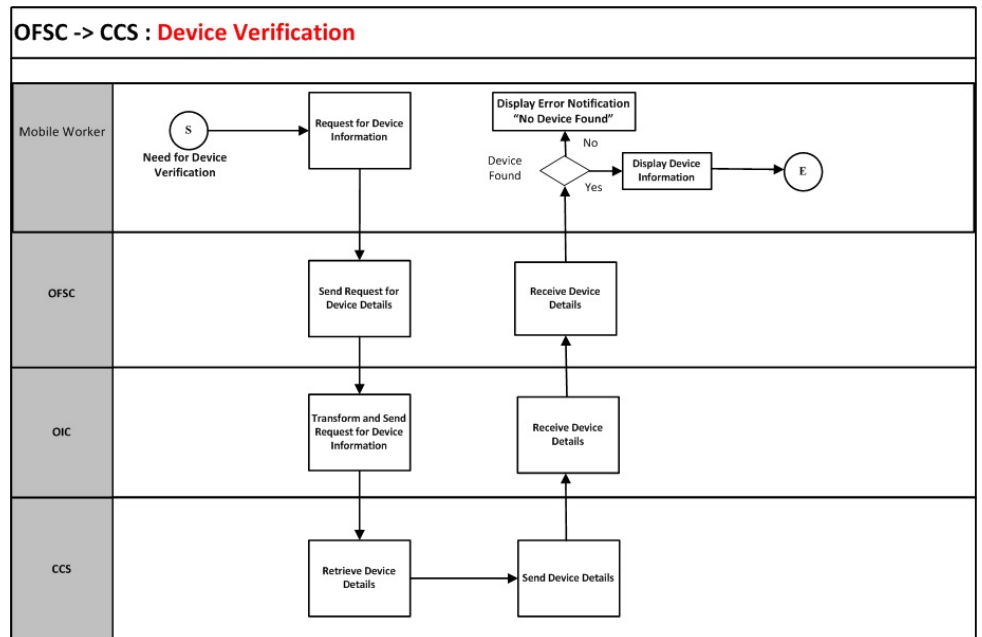 OFSC -> CCS : Device Verification
Mobile Worker
S
Need for Device
Verification
Request for Device
Information
Display Error Notification
“No Device Found”
No
Device
Found
Yes
Display Device
Information
E
OFSC
Send Request for
Device Details
Receive Device
Details
OIC
Transform and Send
Request for Device
Information
Receive Device
Details
CCS
Retrieve Device
Details
Send Device Details